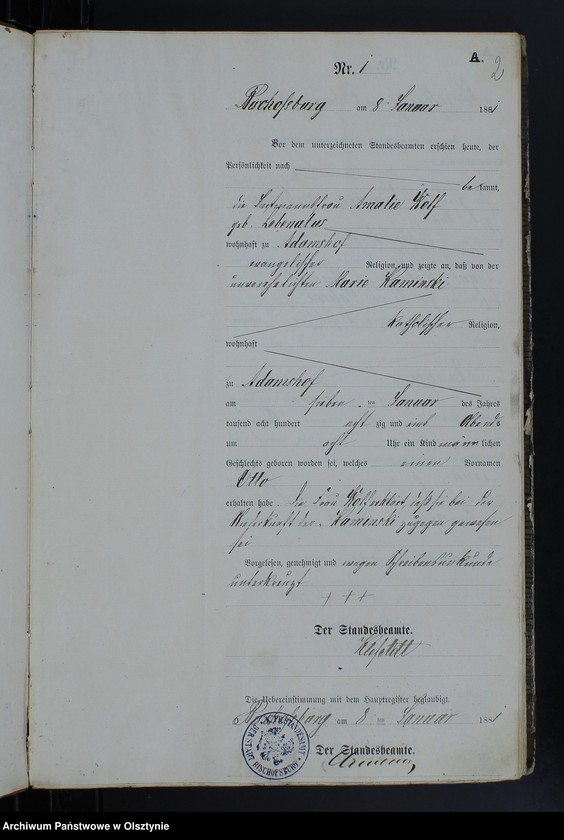 A.
2
Nr. 1
Bischofsburg am 8 Januar 1881
Vor dem unterzeichneten Standesbeamten erschien heute, der
Persönlichkeit nach
bekannt,
die Amalie Wolf
geb.
wohnhaft zu Adamshof
evangelischer Religion, und zeigte an, daß von der
unverehelichten Marie Kaminski
katholischer Religion,
wohnhaft
zu Adamshof
am sieben ten Januar des Jahres
tausend acht hundert acht zig und eins Abends
um acht Uhr ein Kind männlichen
Geschlechts geboren worden sei, welches einen Vornamen
Otto
erhalten habe. Die Frau Wolf erklärt, daß sie bei der
Niederkunft der Kaminski zugegen gewesen
sei
Vorgelesen, genehmigt und wegen Schreibensunkunde
unterkreuzt
+ + +
Der Standesbeamte.
Die Uebereinstimmung mit dem Hauptregister beglaubigt.
Bischofsburg am 8 ten Januar 1881
Der Standesbeamte.
Archiwum Państwowe w Olsztynie